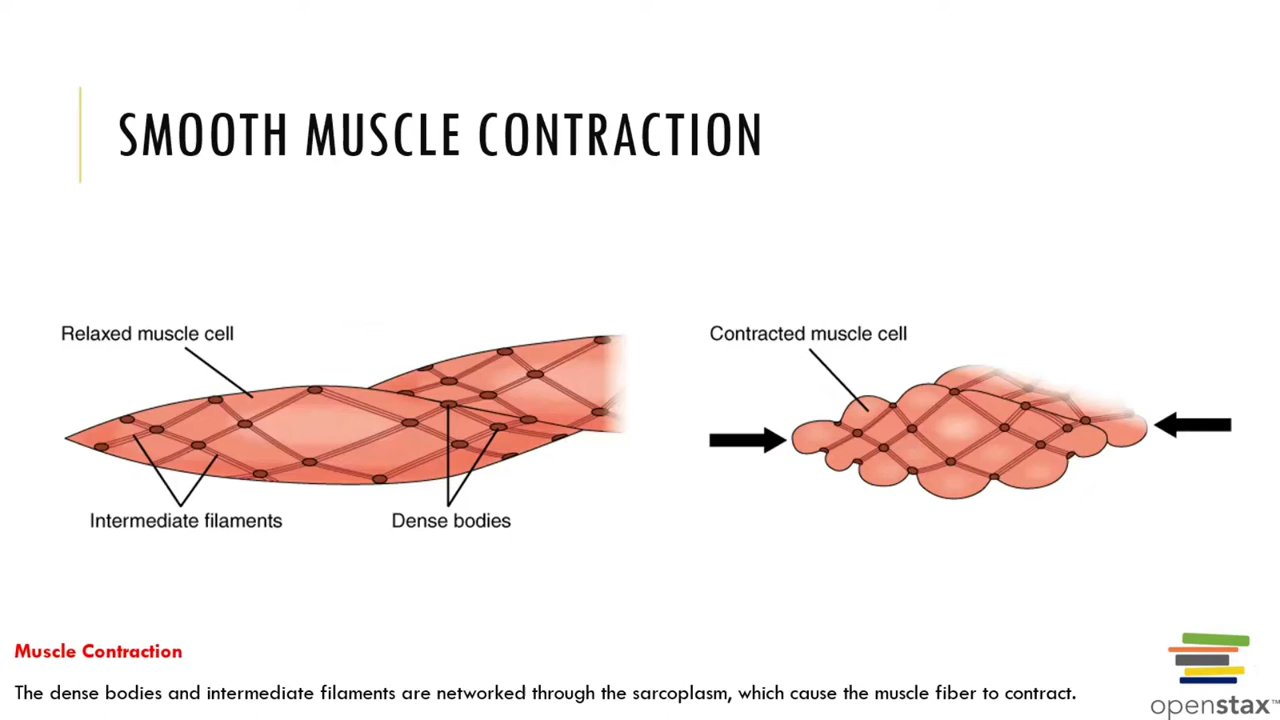 SMOOTH MUSCLE CONTRACTION
Relaxed muscle cell
Contracted muscle cell
Intermediate filaments
Dense bodies
Muscle Contraction
The dense bodies and intermediate filaments are networked through the sarcoplasm, which cause the muscle fiber to contract.
openstax™